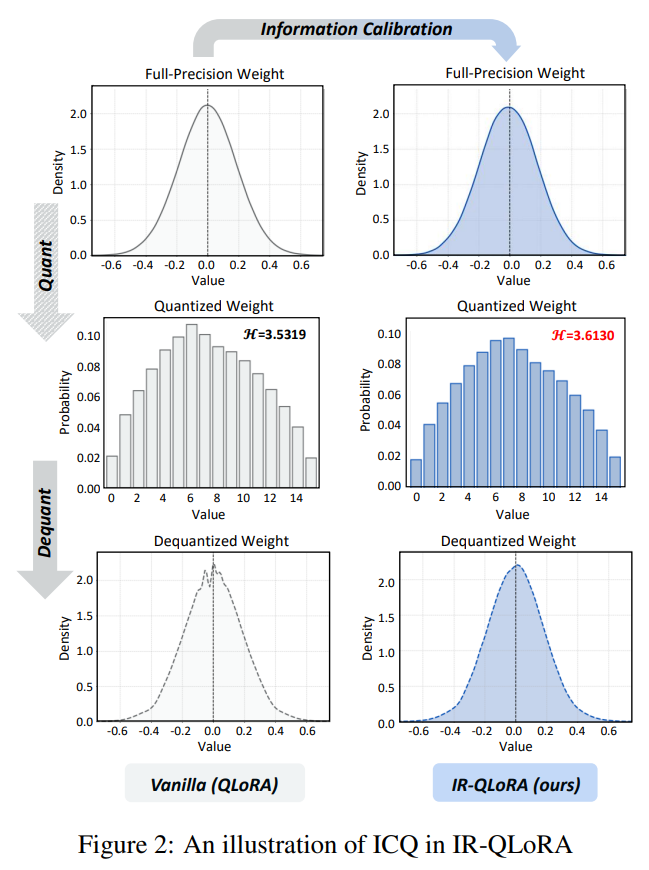 Information Calibration
Full-Precision Weight
Density
2.0
1.5
1.0
0.5
0.0
-0.6 -0.4 -0.2 0.0 0.2 0.4 0.6
Value
Full-Precision Weight
Density
2.0
1.5
1.0
0.5
0.0
-0.6 -0.4 -0.2 0.0 0.2 0.4 0.6
Value
Quant
Quantized Weight
ℋ=3.5319
Probability
0.10
0.08
0.06
0.04
0.02
0.00
0 2 4 6 8 10 12 14
Value
Quantized Weight
ℋ=3.6130
Probability
0.10
0.08
0.06
0.04
0.02
0.00
0 2 4 6 8 10 12 14
Value
Dequant
Dequantized Weight
Density
2.0
1.5
1.0
0.5
0.0
-0.6 -0.4 -0.2 0.0 0.2 0.4 0.6
Value
Dequantized Weight
Density
2.0
1.5
1.0
0.5
0.0
-0.6 -0.4 -0.2 0.0 0.2 0.4 0.6
Value
Vanilla (QLoRA)
IR-QLoRA (ours)
Figure 2: An illustration of ICQ in IR-QLoRA